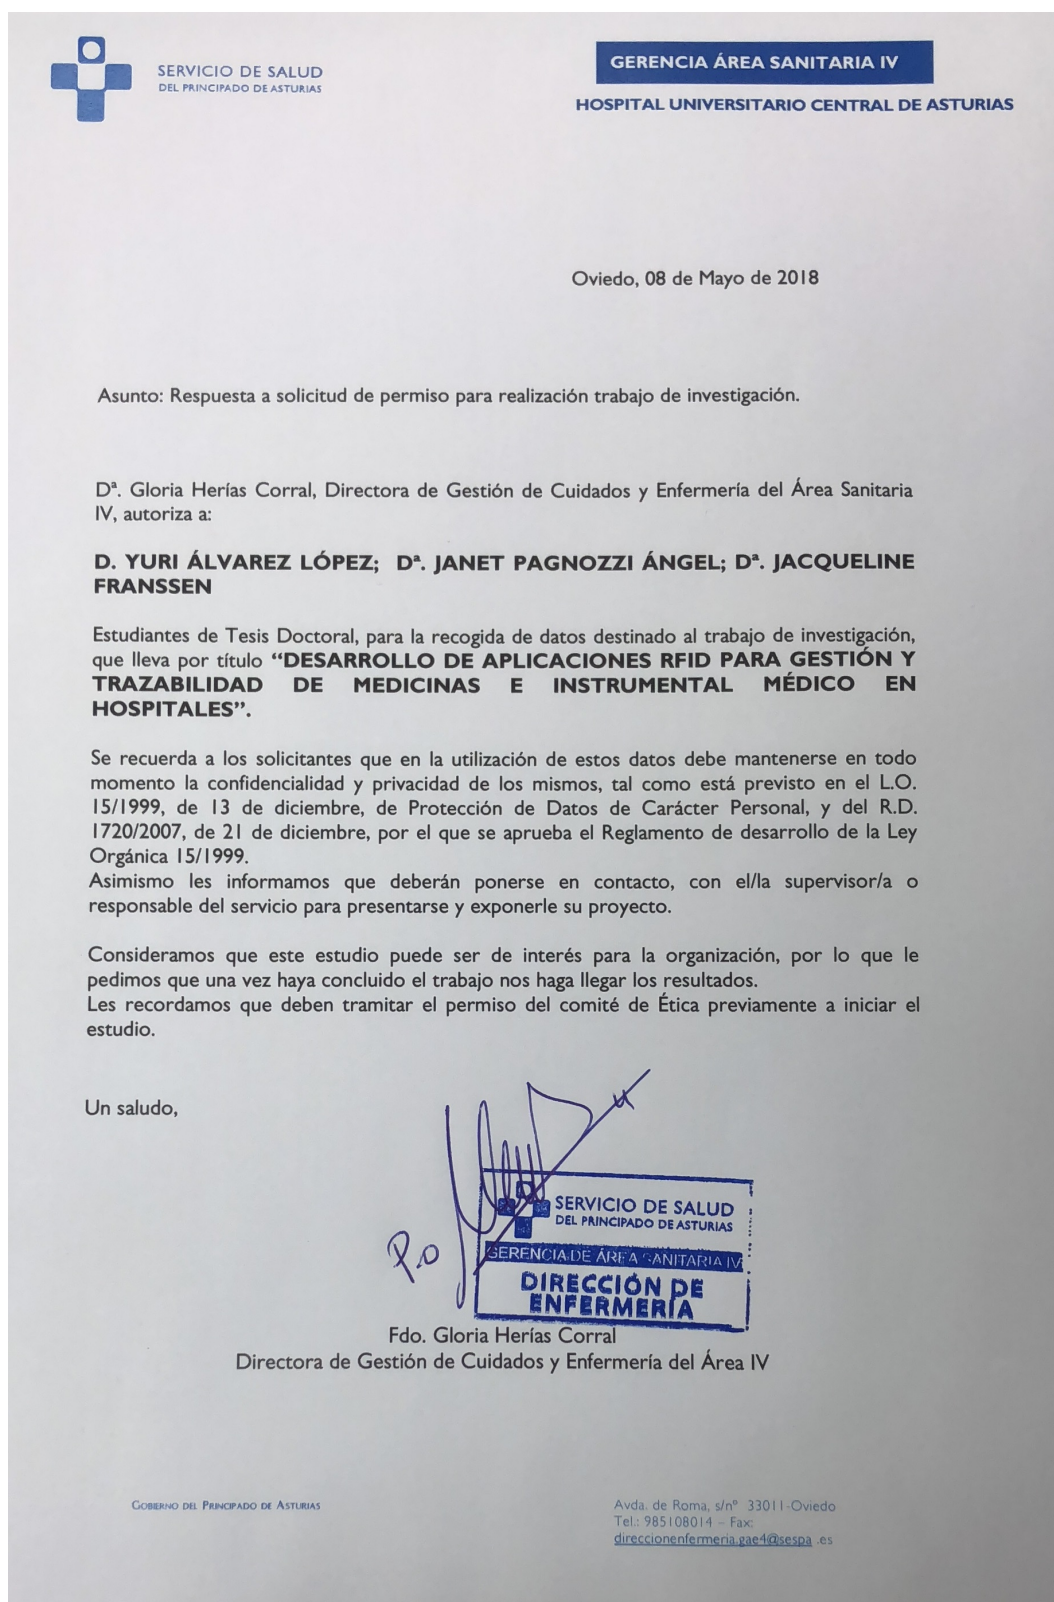 SERVICIO DE SALUD
DEL PRINCIPADO DE ASTURIAS
GERENCIA ÁREA SANITARIA IV
HOSPITAL UNIVERSITARIO CENTRAL DE ASTURIAS
Oviedo, 08 de Mayo de 2018
Asunto: Respuesta a solicitud de permiso para realización trabajo de investigación.
Dª. Gloria Herías Corral, Directora de Gestión de Cuidados y Enfermería del Área Sanitaria
IV, autoriza a:
D. YURI ÁLVAREZ LÓPEZ; Dª. JANET PAGNOZZI ÁNGEL; Dª. JACQUELINE
FRANSSEN
Estudiantes de Tesis Doctoral, para la recogida de datos destinado al trabajo de investigación,
que lleva por título “DESARROLLO DE APLICACIONES RFID PARA GESTIÓN Y
TRAZABILIDAD DE MEDICINAS E INSTRUMENTAL MÉDICO EN
HOSPITALES”.
Se recuerda a los solicitantes que en la utilización de estos datos debe mantenerse en todo
momento la confidencialidad y privacidad de los mismos, tal como está previsto en el L.O.
15/1999, de 13 de diciembre, de Protección de Datos de Carácter Personal, y del R.D.
1720/2007, de 21 de diciembre, por el que se aprueba el Reglamento de desarrollo de la Ley
Orgánica 15/1999.
Asimismo les informamos que deberán ponerse en contacto, con el/la supervisor/a o
responsable del servicio para presentarse y exponerle su proyecto.
Consideramos que este estudio puede ser de interés para la organización, por lo que le
pedimos que una vez haya concluido el trabajo nos haga llegar los resultados.
Les recordamos que deben tramitar el permiso del comité de Ética previamente a iniciar el
estudio.
Un saludo,
SERVICIO DE SALUD
DEL PRINCIPADO DE ASTURIAS
P.o
GERENCIA DE ÁREA SANITARIA IV
DIRECCIÓN DE
ENFERMERÍA
Fdo. Gloria Herías Corral
Directora de Gestión de Cuidados y Enfermería del Área IV
GOBIERNO DEL PRINCIPADO DE ASTURIAS
Avda. de Roma, s/nº 33011-Oviedo
Tel.: 985108014 – Fax:
direccionenfermeria.gae4@sespa .es